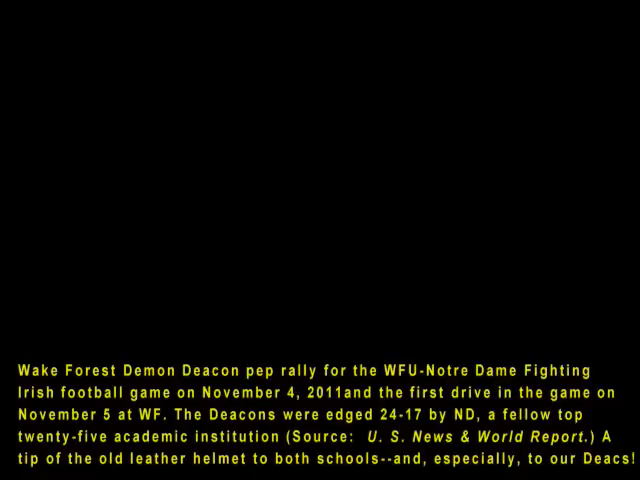 Wake Forest Demon Deacon pep rally for the WFU-Notre Dame Fighting
Irish football game on November 4, 2011and the first drive in the game on
November 5 at WF. The Deacons were edged 24-17 by ND, a fellow top
twenty-five academic institution (Source: U. S. News & World Report.) A
tip of the old leather helmet to both schools--and, especially, to our Deacs!